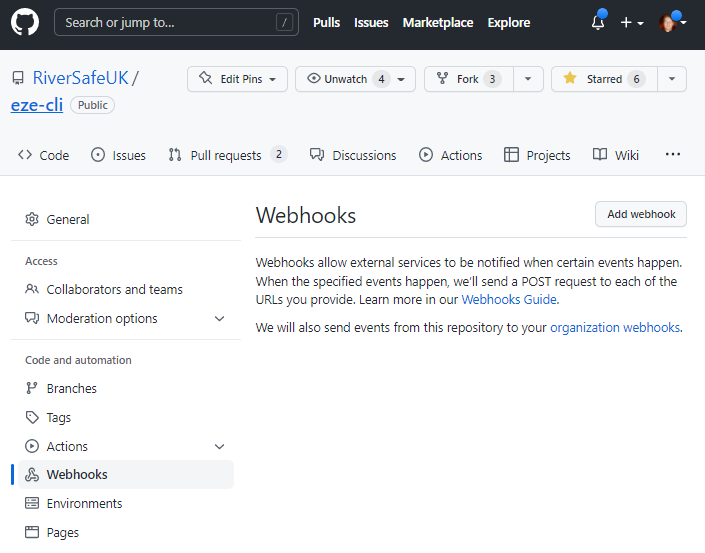 Search or jump to... /
Pulls Issues Marketplace Explore
RiverSafeUK /
eze-cli Public
Edit Pins
Unwatch 4
Fork 3
Starred 6
Code Issues Pull requests 2 Discussions Actions Projects Wiki
General
Access
Collaborators and teams
Moderation options
Code and automation
Branches
Tags
Actions
Webhooks
Environments
Pages
Webhooks
Add webhook
Webhooks allow external services to be notified when certain events happen.
When the specified events happen, we'll send a POST request to each of the
URLs you provide. Learn more in our Webhooks Guide.
We will also send events from this repository to your organization webhooks.